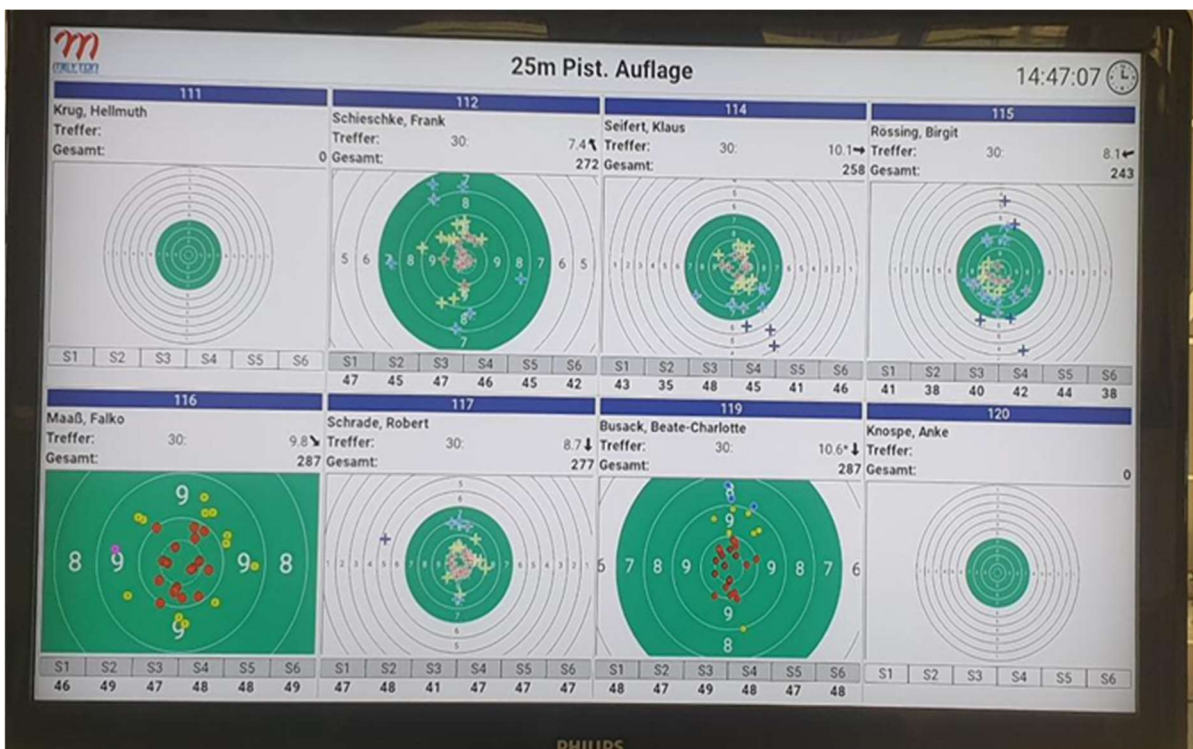 MEYTON
25m Pist. Auflage
14:47:07
111
Krug, Hellmuth
Treffer:
Gesamt: 0
S1 S2 S3 S4 S5 S6
112
Schieschke, Frank
Treffer: 30: 7.4
Gesamt: 272
S1 S2 S3 S4 S5 S6
47 45 47 46 45 42
114
Seifert, Klaus
Treffer: 30: 10.1
Gesamt: 258
S1 S2 S3 S4 S5 S6
43 35 48 45 41 46
115
Rössing, Birgit
Treffer: 30: 8.1
Gesamt: 243
S1 S2 S3 S4 S5 S6
41 38 40 42 44 38
116
Maaß, Falko
Treffer: 30: 9.8
Gesamt: 287
S1 S2 S3 S4 S5 S6
46 49 47 48 48 49
117
Schrade, Robert
Treffer: 30: 8.7
Gesamt: 277
S1 S2 S3 S4 S5 S6
47 48 41 47 47 47
119
Busack, Beate-Charlotte
Treffer: 30: 10.6*
Gesamt: 287
S1 S2 S3 S4 S5 S6
48 47 49 48 47 48
120
Knospe, Anke
Treffer:
Gesamt: 0
S1 S2 S3 S4 S5 S6
PHILIPS